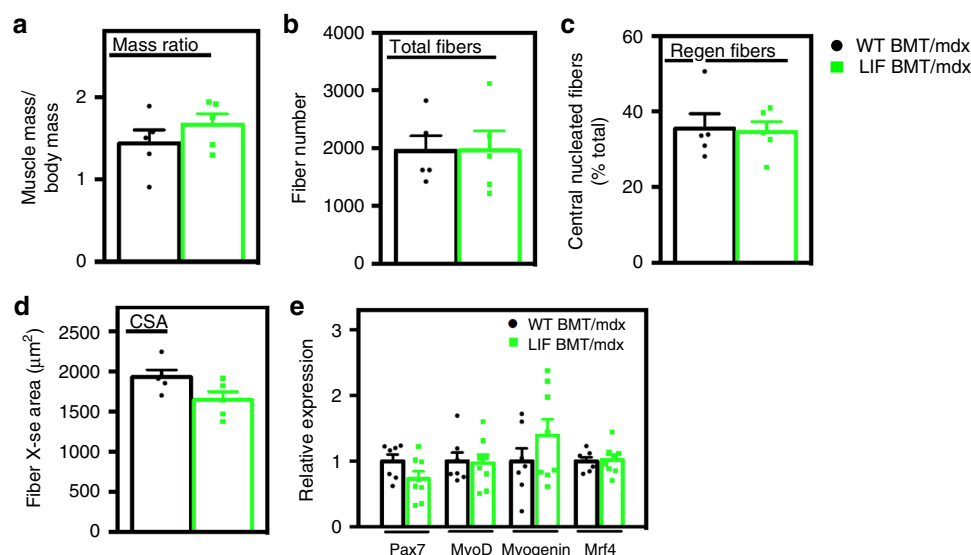 a
Mass ratio
Muscle mass/
body mass
2
1
0
b
Total fibers
Fiber number
4000
3000
2000
1000
0
c
Regen fibers
Central nucleated fibers
(% total)
60
40
20
0
WT BMT/mdx
LIF BMT/mdx
d
CSA
Fiber X-se area (μm²)
2500
2000
1500
1000
500
0
e
WT BMT/mdx
LIF BMT/mdx
Relative expression
3
2
1
0
Pax7 MyoD Myogenin Mrf4